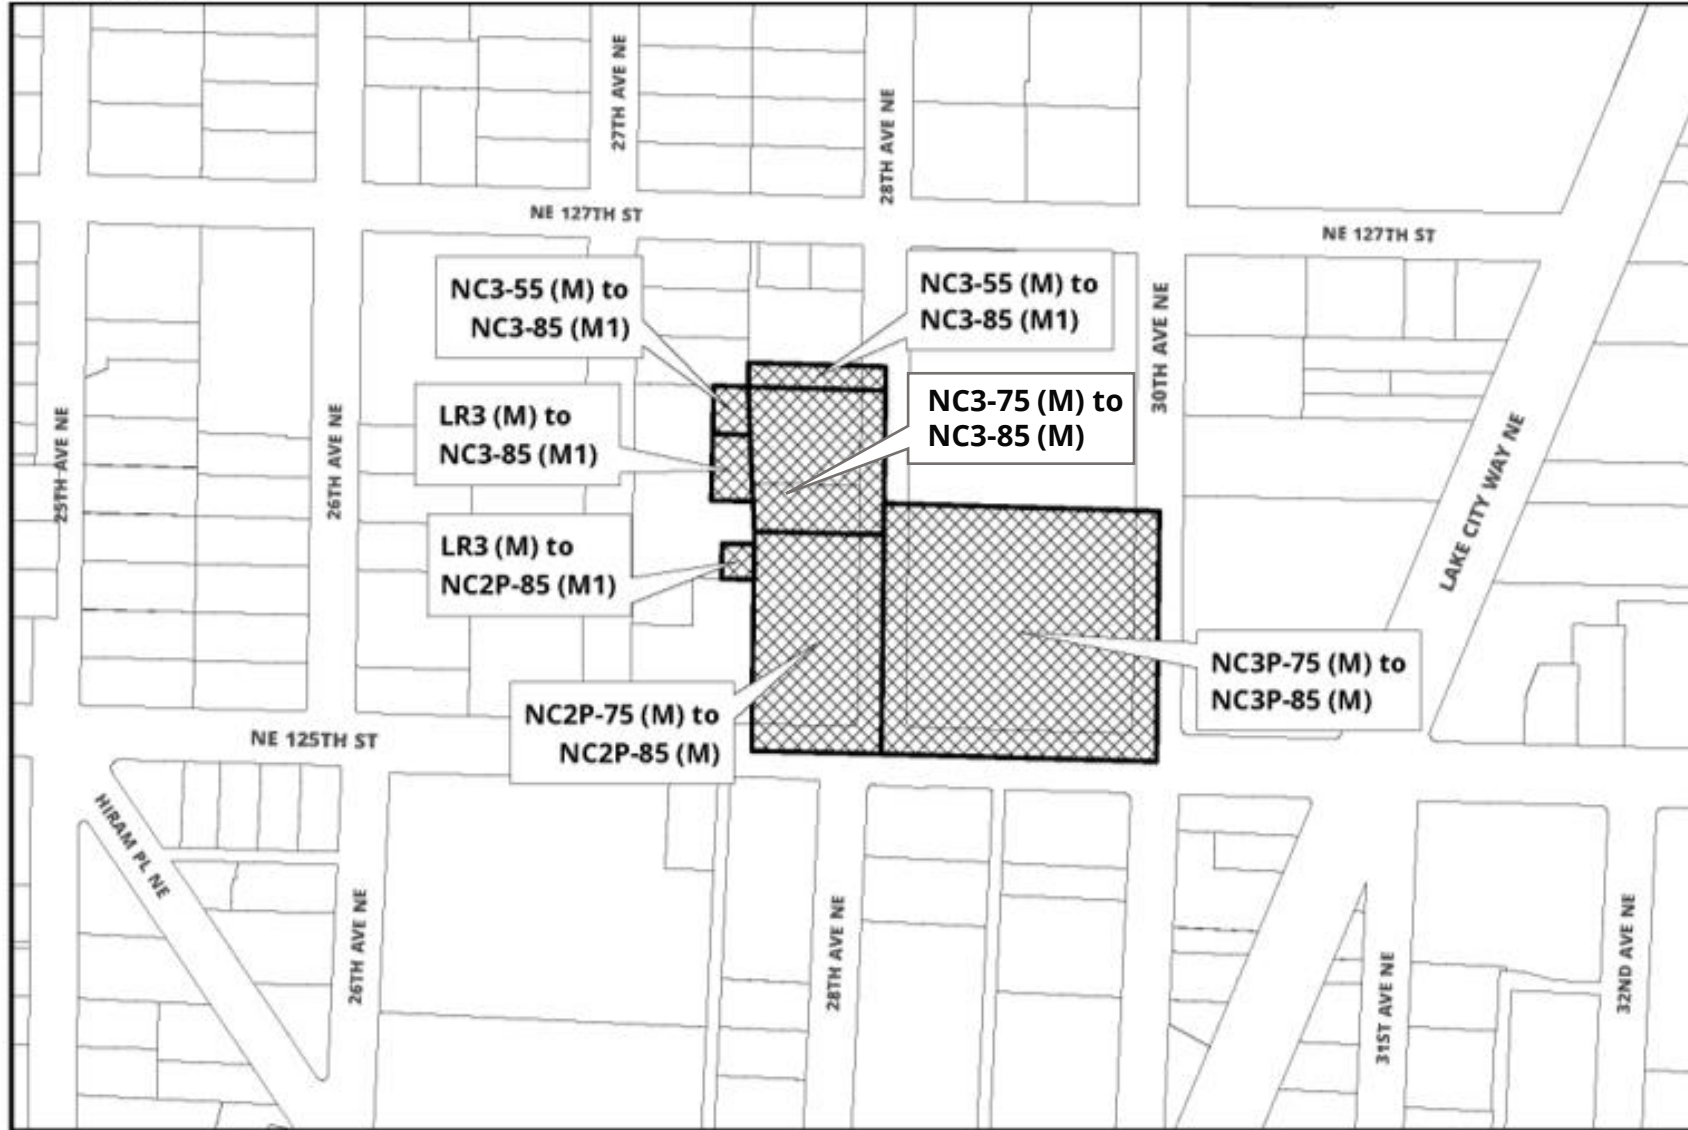 27TH AVE NE
28TH AVE NE
NE 127TH ST
NE 127TH ST
NC3-55 (M) to
NC3-85 (M1)
NC3-55 (M) to
NC3-85 (M1)
30TH AVE NE
LR3 (M) to
NC3-85 (M1)
NC3-75 (M) to
NC3-85 (M)
25TH AVE NE
26TH AVE NE
LAKE CITY WAY NE
LR3 (M) to
NC2P-85 (M1)
NC3P-75 (M) to
NC3P-85 (M)
NC2P-75 (M) to
NC2P-85 (M)
NE 125TH ST
HIRAM PL NE
26TH AVE NE
28TH AVE NE
31ST AVE NE
32ND AVE NE